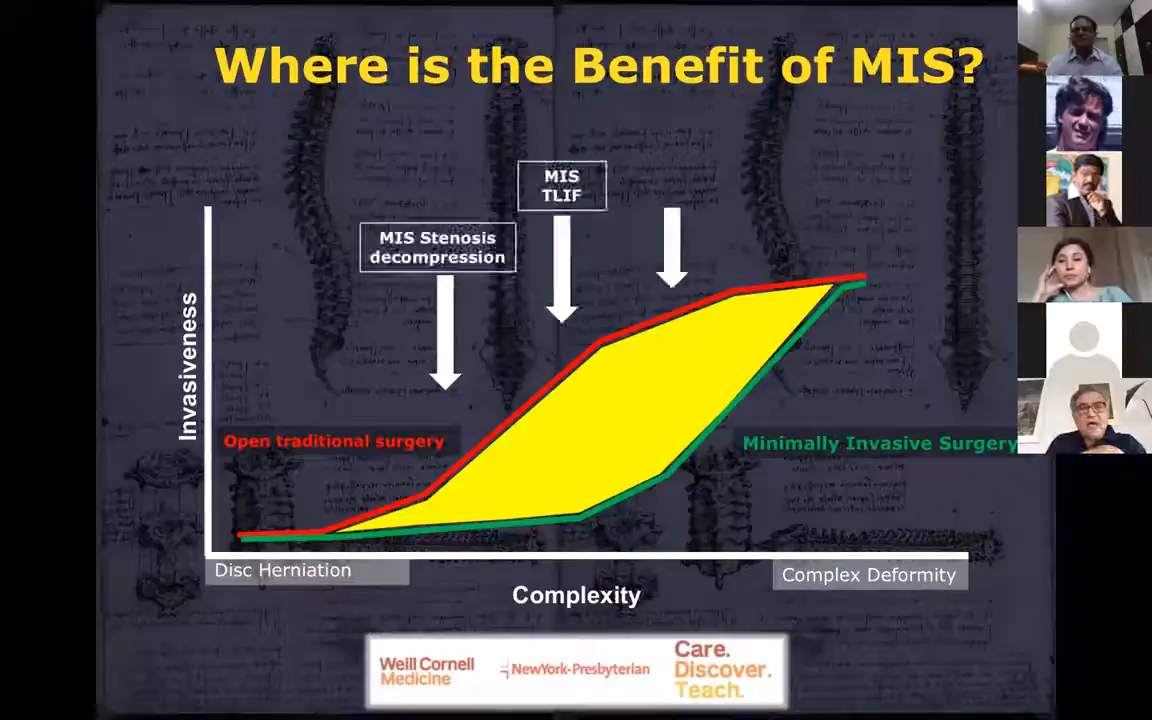 Where is the Benefit of MIS?
MIS
TLIF
MIS Stenosis
decompression
Invasiveness
Open traditional surgery
Minimally Invasive Surgery
Disc Herniation
Complex Deformity
Complexity
Weill Cornell
Medicine
NewYork-Presbyterian
Care.
Discover.
Teach.